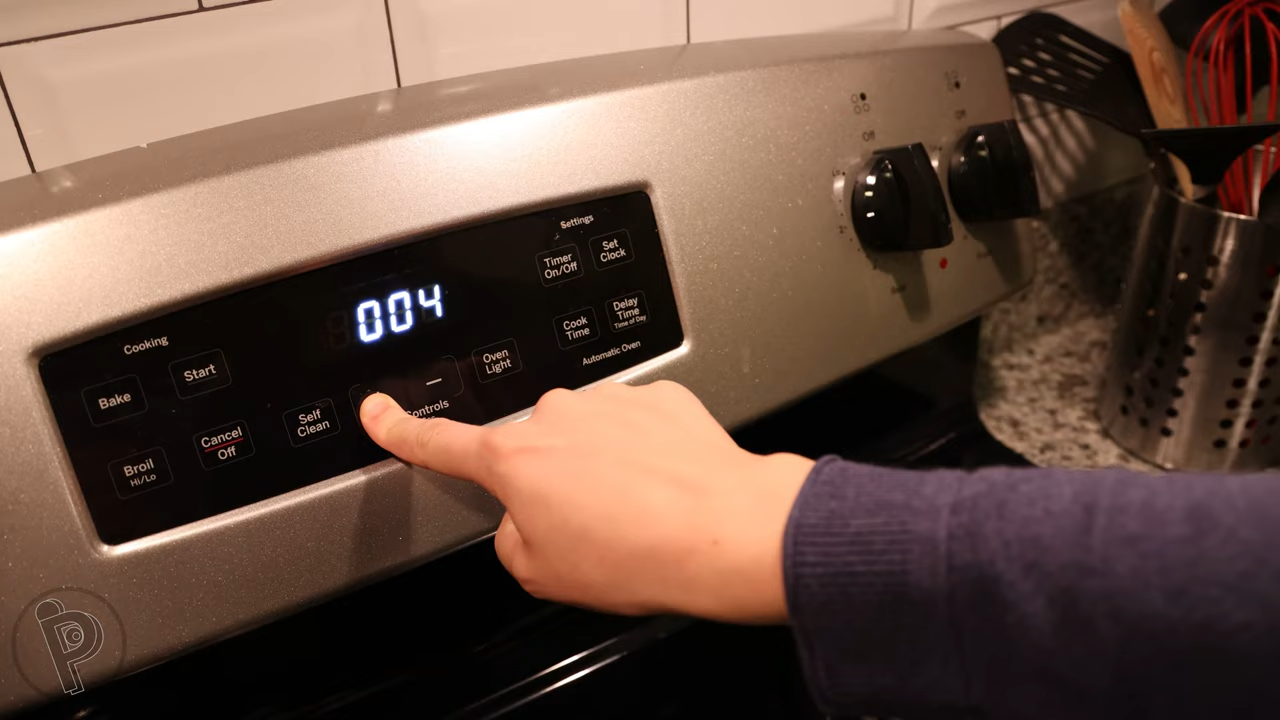 Settings
Timer
On/Off
Set
Clock
004
Cooking
Bake
Start
Oven
Light
Cook
Time
Delay
Time
Time of Day
Automatic Oven
Broil
Hi/Lo
Cancel
Off
Self
Clean
–
Controls
Off
Off